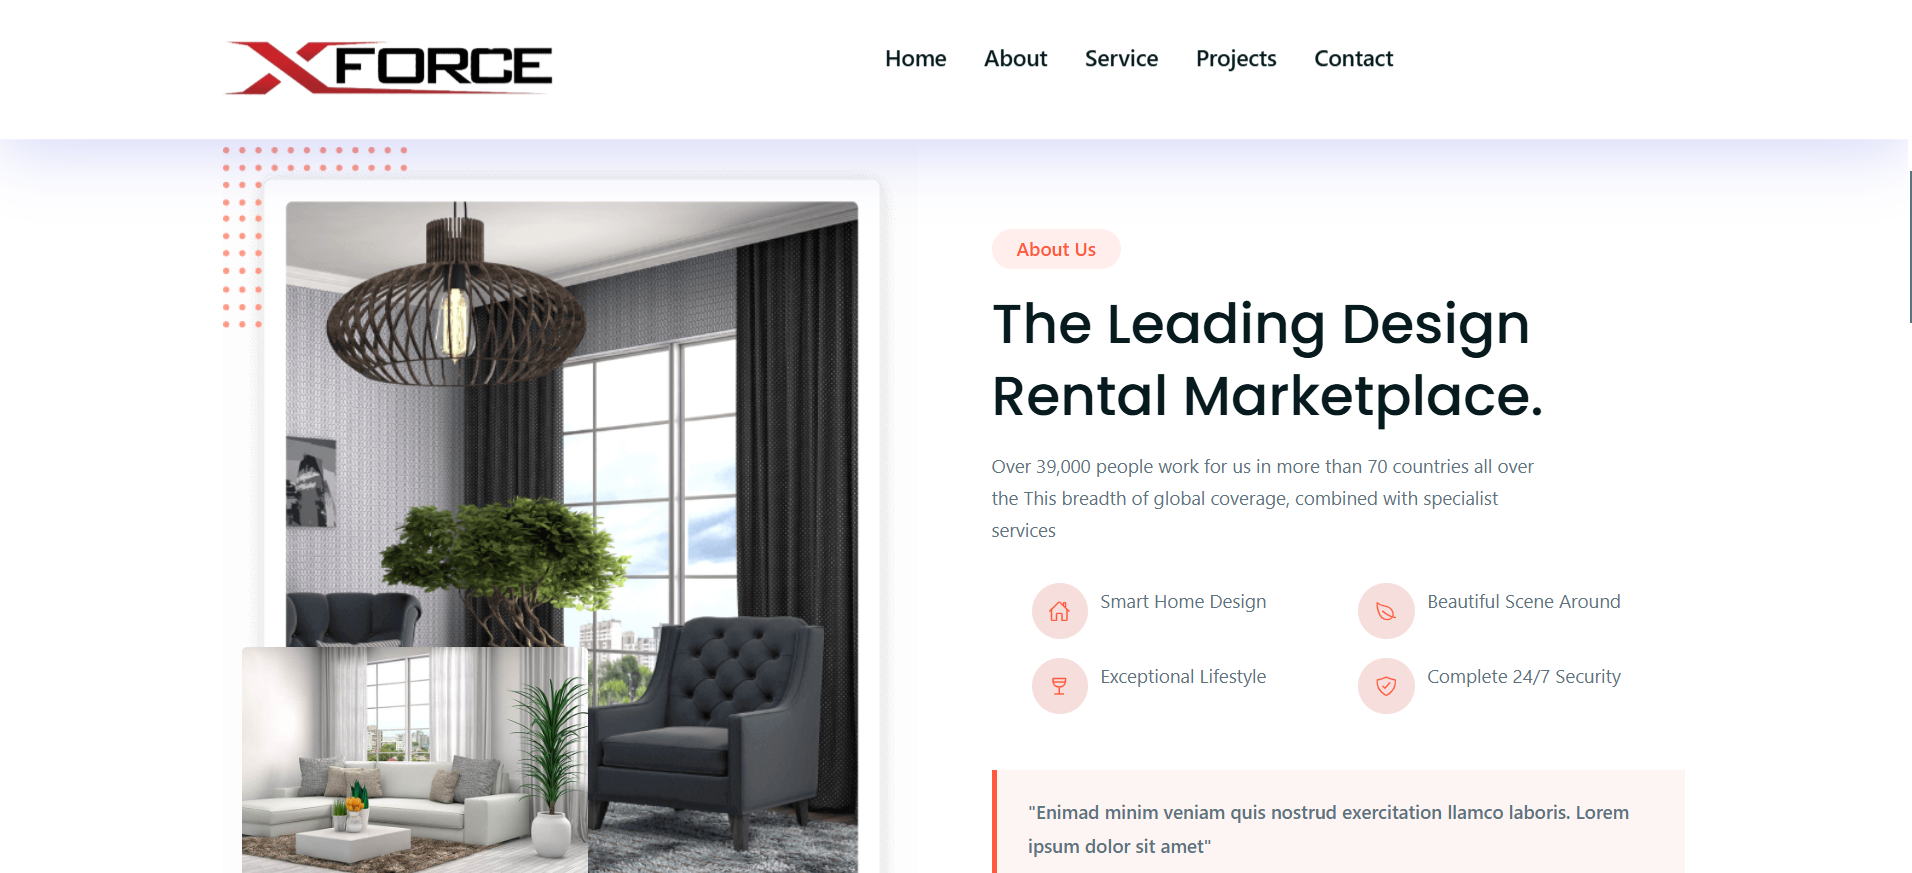 XFORCE
Home About Service Projects Contact
About Us
The Leading Design
Rental Marketplace.
Over 39,000 people work for us in more than 70 countries all over
the This breadth of global coverage, combined with specialist
services
Smart Home Design
Beautiful Scene Around
Exceptional Lifestyle
Complete 24/7 Security
"Enimad minim veniam quis nostrud exercitation llamco laboris. Lorem
ipsum dolor sit amet"